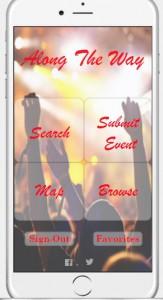 Along The Way
Search
Submit
Event
Map
Browse
Sign-Out
Favorites